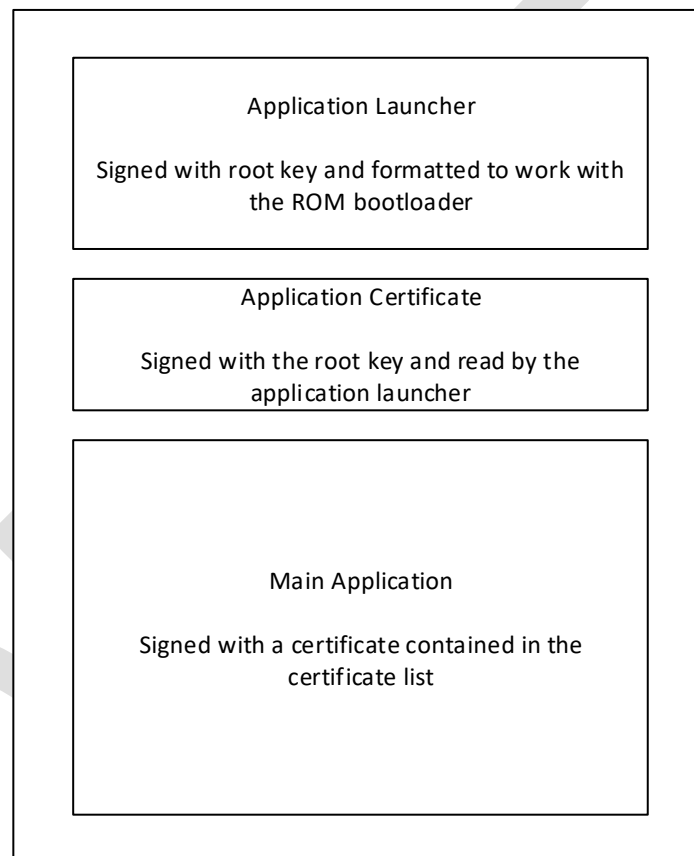 Application Launcher
Signed with root key and formatted to work with
the ROM bootloader
Application Certificate
Signed with the root key and read by the
application launcher
Main Application
Signed with a certificate contained in the
certificate list